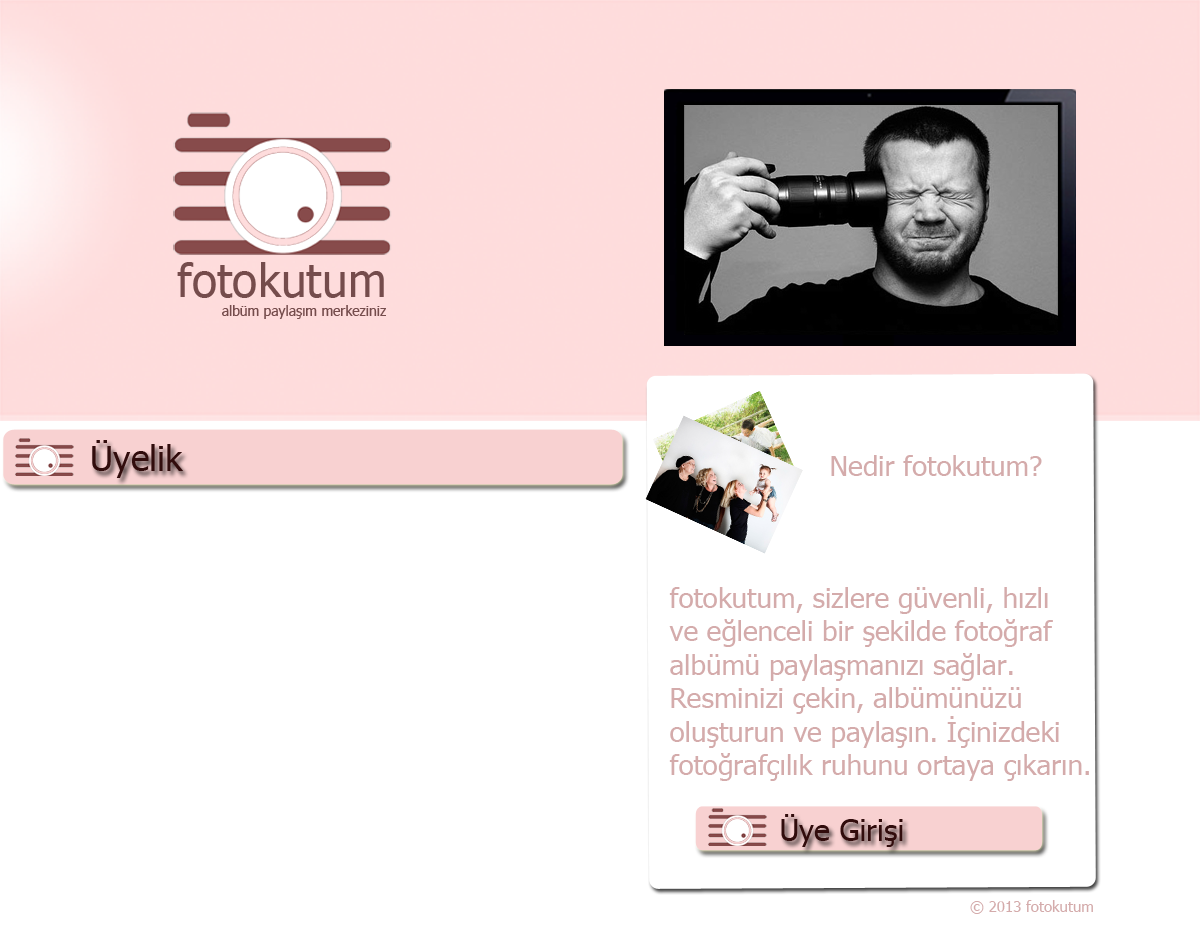 fotokutum
albüm paylaşım merkeziniz
Üyelik
Nedir fotokutum?
fotokutum, sizlere güvenli, hızlı
ve eğlenceli bir şekilde fotoğraf
albümü paylaşmanızı sağlar.
Resminizi çekin, albümünüzü
oluşturun ve paylaşın. İçinizdeki
fotoğrafçılık ruhunu ortaya çıkarın.
Üye Girişi
© 2013 fotokutum